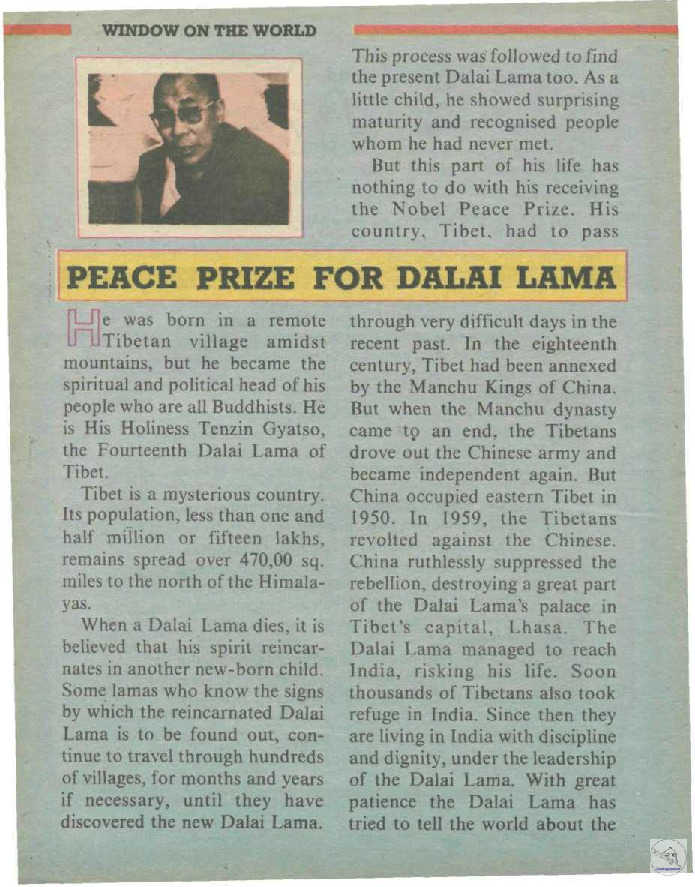 WINDOW ON THE WORLD
PEACE PRIZE FOR DALAI LAMA
He was born in a remote
Tibetan village amidst
mountains, but he became the
spiritual and political head of his
people who are all Buddhists. He
is His Holiness Tenzin Gyatso,
the Fourteenth Dalai Lama of
Tibet.
Tibet is a mysterious country.
Its population, less than one and
half million or fifteen lakhs,
remains spread over 470,00 sq.
miles to the north of the Himala-
yas.
When a Dalai Lama dies, it is
believed that his spirit reincar-
nates in another new-born child.
Some lamas who know the signs
by which the reincarnated Dalai
Lama is to be found out, con-
tinue to travel through hundreds
of villages, for months and years
if necessary, until they have
discovered the new Dalai Lama.
This process was followed to find
the present Dalai Lama too. As a
little child, he showed surprising
maturity and recognised people
whom he had never met.
But this part of his life has
nothing to do with his receiving
the Nobel Peace Prize. His
country, Tibet, had to pass
through very difficult days in the
recent past. In the eighteenth
century, Tibet had been annexed
by the Manchu Kings of China.
But when the Manchu dynasty
came to an end, the Tibetans
drove out the Chinese army and
became independent again. But
China occupied eastern Tibet in
1950. In 1959, the Tibetans
revolted against the Chinese.
China ruthlessly suppressed the
rebellion, destroying a great part
of the Dalai Lama's palace in
Tibet's capital, Lhasa. The
Dalai Lama managed to reach
India, risking his life. Soon
thousands of Tibetans also took
refuge in India. Since then they
are living in India with discipline
and dignity, under the leadership
of the Dalai Lama. With great
patience the Dalai Lama has
tried to tell the world about the